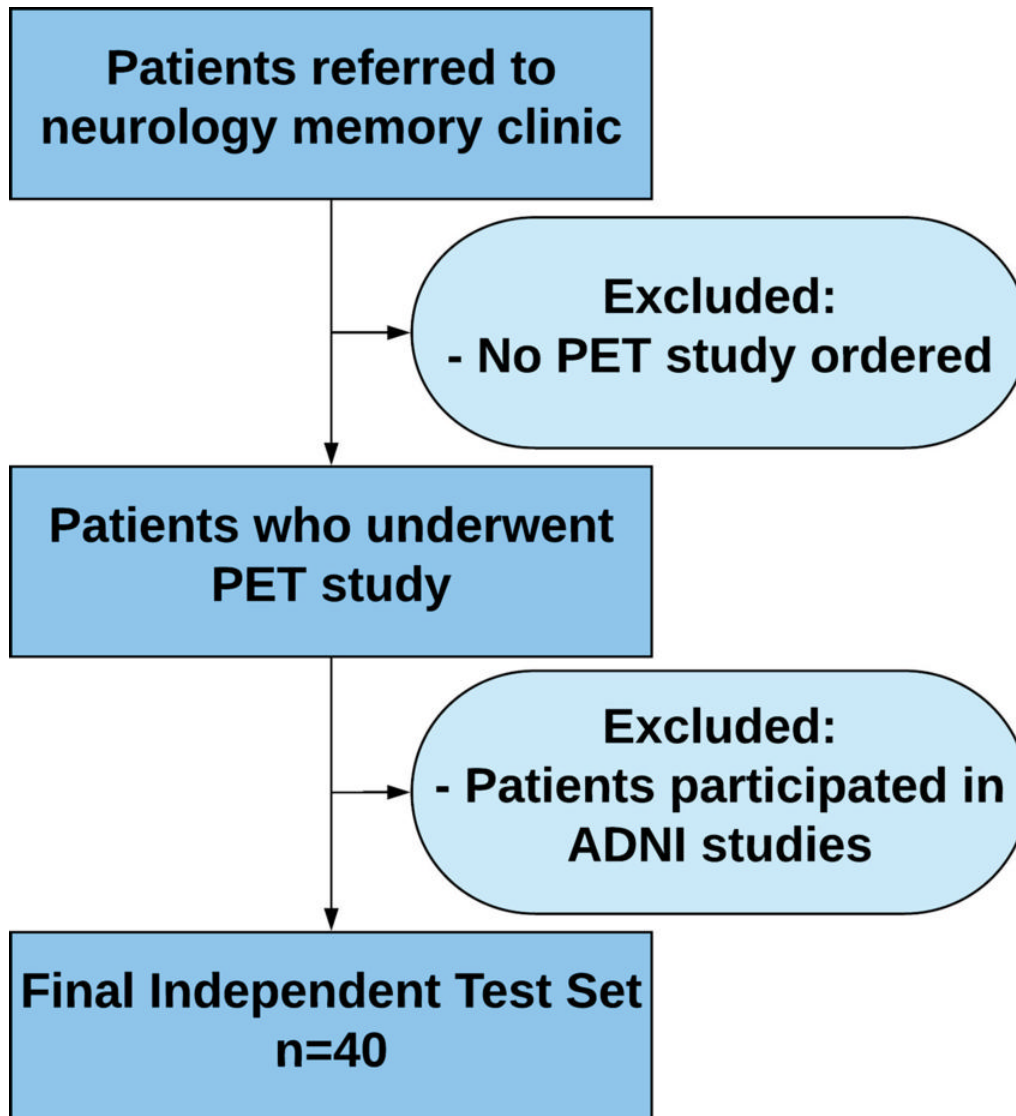 Patients referred to
neurology memory clinic
Excluded:
- No PET study ordered
Patients who underwent
PET study
Excluded:
- Patients participated in
ADNI studies
Final Independent Test Set
n=40